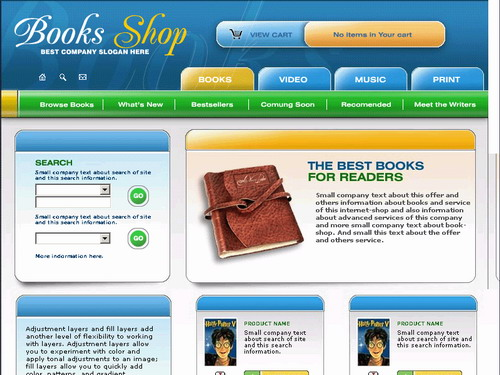 Books Shop
BEST COMPANY SLOGAN HERE
VIEW CART
No items in Your cart
BOOKS
VIDEO
MUSIC
PRINT
Browse Books
What's New
Bestsellers
Comung Soon
Recomended
Meet the Writers
SEARCH
Small company text about search of site
and this search information.
GO
Small company text about search of site
and this search information.
GO
More indormation here.
THE BEST BOOKS
FOR READERS
Small company text about this offer and
others information about books and service
of this internet-shop and also information
about advanced services of this company
and more small company text about book-
shop. And small this text about the offer
and others service.
Adjustment layers and fill layers add
another level of flexibility to working
with layers. Adjustment layers allow
you to experiment with color and
apply tonal adjustments to an image;
fill layers allow you to quickly add
color, patterns, and gradient
Harry Potter V
PRODUCT NAME
Small company text
about search of site
and this search
information.
Harry Potter V
PRODUCT NAME
Small company text
about search of site
and this search
information.